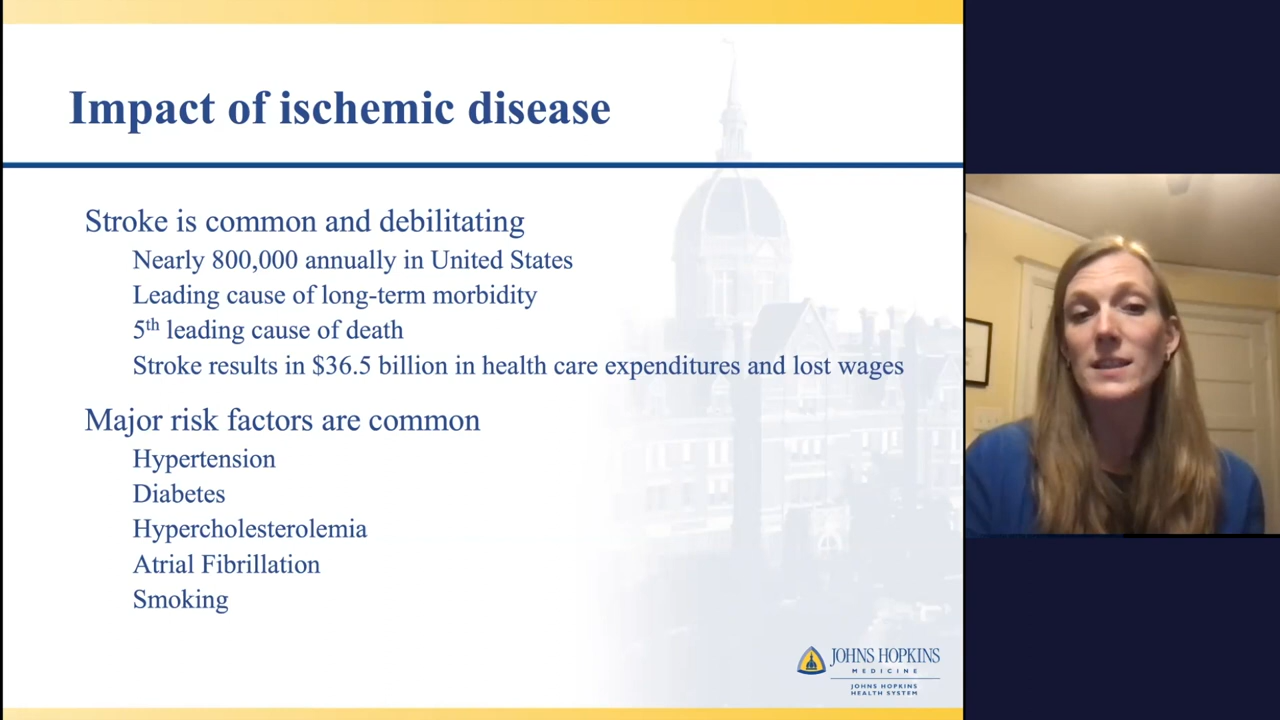 Impact of ischemic disease
Stroke is common and debilitating
Nearly 800,000 annually in United States
Leading cause of long-term morbidity
5th leading cause of death
Stroke results in $36.5 billion in health care expenditures and lost wages
Major risk factors are common
Hypertension
Diabetes
Hypercholesterolemia
Atrial Fibrillation
Smoking
JOHNS HOPKINS
MEDICINE
JOHNS HOPKINS
HEALTH SYSTEM